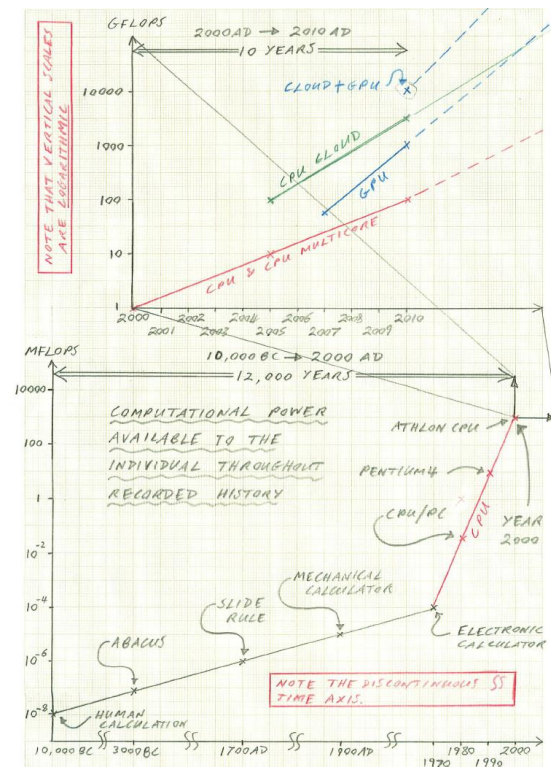 GFLOPS
2000AD → 2010AD
10 YEARS
NOTE THAT VERTICAL SCALES
ARE LOGARITHMIC
CLOUD + GPU
10000
1000
100
10
1
CPU CLOUD
GPU
CPU & CPU MULTICORE
2000
2001
2002
2003
2004
2005
2006
2007
2008
2009
2010
MFLOPS
10,000 BC → 2000 AD
12,000 YEARS
10000
100
1
10-2
10-4
10-6
10-8
COMPUTATIONAL POWER
AVAILABLE TO THE
INDIVIDUAL THROUGHOUT
RECORDED HISTORY
ATHLON CPU
PENTIUM4
CPU/PC
CPU
YEAR
2000
MECHANICAL
CALCULATOR
SLIDE
RULE
ABACUS
ELECTRONIC
CALCULATOR
HUMAN
CALCULATION
NOTE THE DISCONTINUOUS
TIME AXIS.
10,000 BC
3000BC
1700AD
1900AD
1970
1980
1990
2000